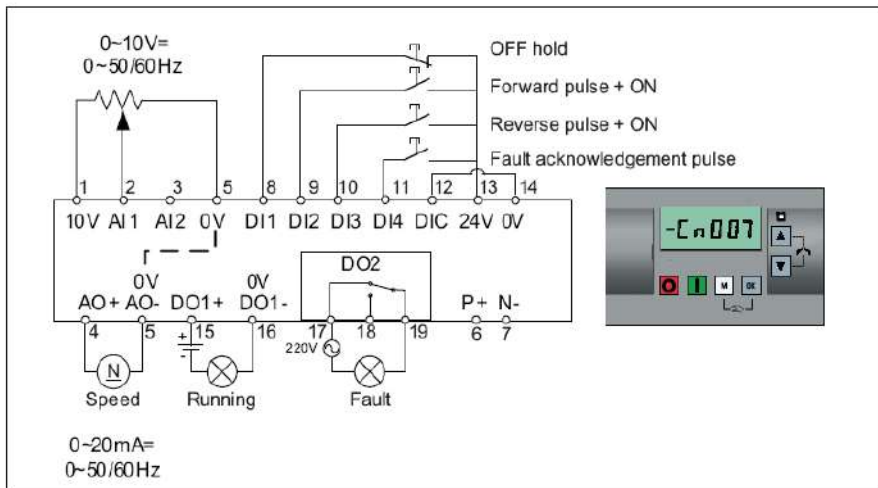 0~10V=
0~50/60Hz
OFF hold
Forward pulse + ON
Reverse pulse + ON
Fault acknowledgement pulse
1 2 3 5 8 9 10 11 12 13 14
10V AI1 AI2 0V DI1 DI2 DI3 DI4 DIC 24V 0V
-Cn007
M OK
DO2
0V 0V
AO+ AO- DO1+ DO1- P+ N-
4 5 15 16 17 18 19 6 7
+
-
220V
N
Speed Running Fault
0~20mA=
0~50/60Hz